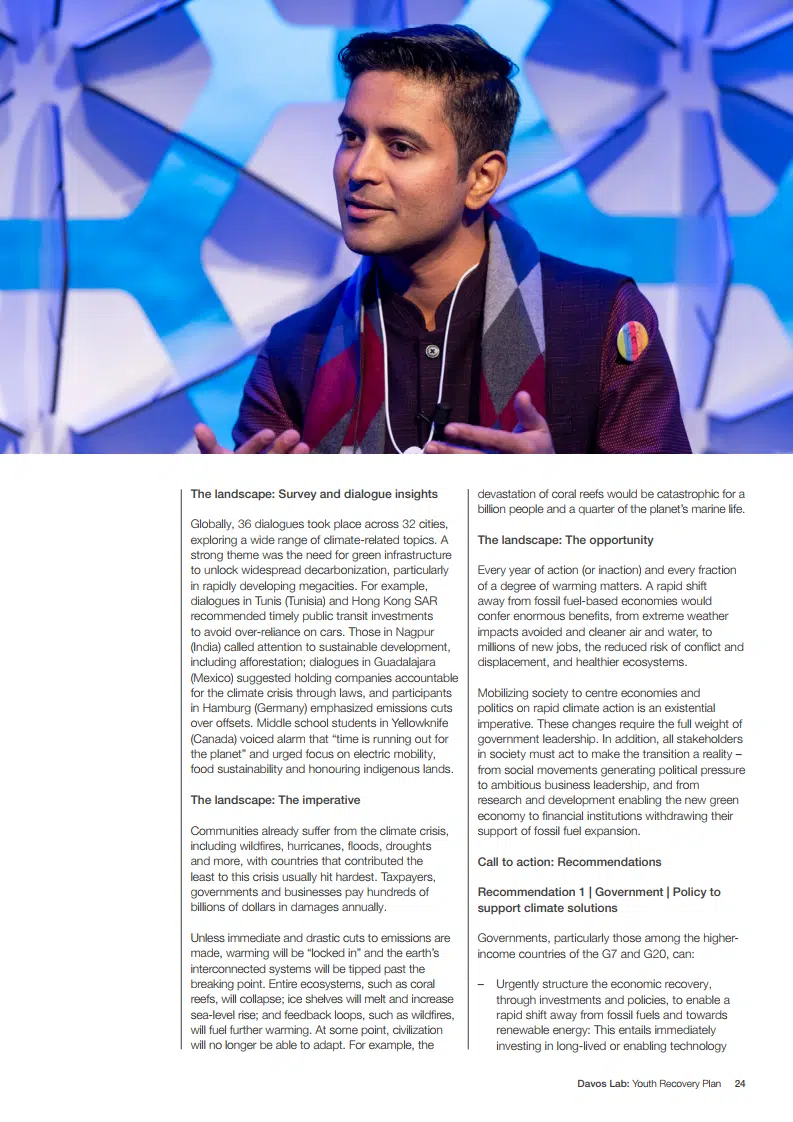 The landscape: Survey and dialogue insights
Globally, 36 dialogues took place across 32 cities,
exploring a wide range of climate-related topics. A
strong theme was the need for green infrastructure
to unlock widespread decarbonization, particularly
in rapidly developing megacities. For example,
dialogues in Tunis (Tunisia) and Hong Kong SAR
recommended timely public transit investments
to avoid over-reliance on cars. Those in Nagpur
(India) called attention to sustainable development,
including afforestation; dialogues in Guadalajara
(Mexico) suggested holding companies accountable
for the climate crisis through laws, and participants
in Hamburg (Germany) emphasized emissions cuts
over offsets. Middle school students in Yellowknife
(Canada) voiced alarm that “time is running out for
the planet” and urged focus on electric mobility,
food sustainability and honouring indigenous lands.
The landscape: The imperative
Communities already suffer from the climate crisis,
including wildfires, hurricanes, floods, droughts
and more, with countries that contributed the
least to this crisis usually hit hardest. Taxpayers,
governments and businesses pay hundreds of
billions of dollars in damages annually.
Unless immediate and drastic cuts to emissions are
made, warming will be “locked in” and the earth’s
interconnected systems will be tipped past the
breaking point. Entire ecosystems, such as coral
reefs, will collapse; ice shelves will melt and increase
sea-level rise; and feedback loops, such as wildfires,
will fuel further warming. At some point, civilization
will no longer be able to adapt. For example, the
devastation of coral reefs would be catastrophic for a
billion people and a quarter of the planet’s marine life.
The landscape: The opportunity
Every year of action (or inaction) and every fraction
of a degree of warming matters. A rapid shift
away from fossil fuel-based economies would
confer enormous benefits, from extreme weather
impacts avoided and cleaner air and water, to
millions of new jobs, the reduced risk of conflict and
displacement, and healthier ecosystems.
Mobilizing society to centre economies and
politics on rapid climate action is an existential
imperative. These changes require the full weight of
government leadership. In addition, all stakeholders
in society must act to make the transition a reality –
from social movements generating political pressure
to ambitious business leadership, and from
research and development enabling the new green
economy to financial institutions withdrawing their
support of fossil fuel expansion.
Call to action: Recommendations
Recommendation 1 | Government | Policy to
support climate solutions
Governments, particularly those among the higher-
income countries of the G7 and G20, can:
– Urgently structure the economic recovery,
through investments and policies, to enable a
rapid shift away from fossil fuels and towards
renewable energy: This entails immediately
investing in long-lived or enabling technology
Davos Lab: Youth Recovery Plan 24